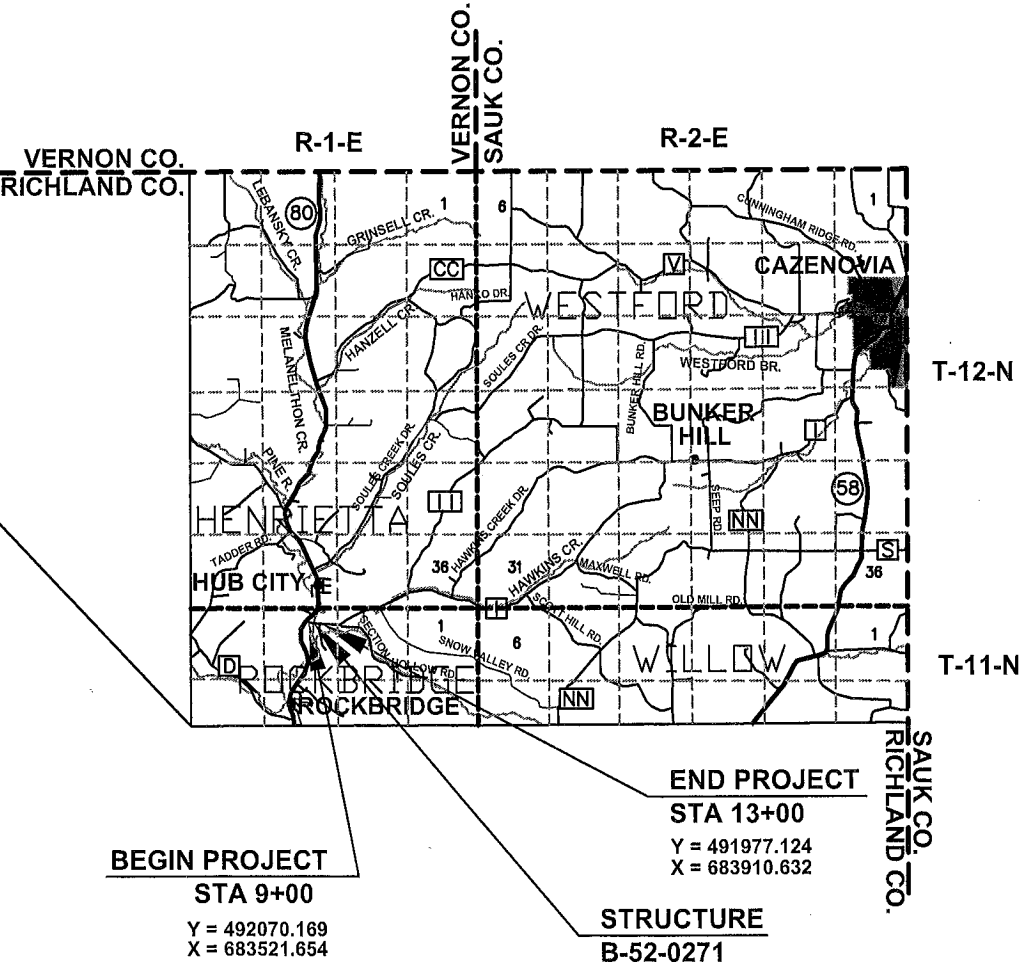 VERNON CO.
SAUK CO.
R-1-E
R-2-E
VERNON CO.
RICHLAND CO.
LEBANSKY CR.
80
GRINSELL CR.
1
6
CUNNINGHAM RIDGE RD.
1
CC
V
CAZENOVIA
HANKO DR.
WESTFORD
HANZELL CR.
MELANCTHON CR.
SOULES CR DR.
III
WESTFORD BR.
T-12-N
BUNKER HILL RD.
BUNKER
HILL
I
SOULES CREEK DR.
SOULES CR.
PINE R.
58
III
HAWKINS CREEK DR.
SEEP RD.
NN
HENRIETTA
TADDER RD.
S
HUB CITY
E
36
31
HAWKINS CR.
MAXWELL RD.
36
OLD MILL RD.
SCOTT HILL RD.
1
6
1
SECTION HOLLOW RD.
SNOW VALLEY RD.
WILLOW
T-11-N
D
ROCKBRIDGE
NN
ROCKBRIDGE
SAUK CO.
RICHLAND CO.
END PROJECT
STA 13+00
Y = 491977.124
X = 683910.632
BEGIN PROJECT
STA 9+00
Y = 492070.169
X = 683521.654
STRUCTURE
B-52-0271